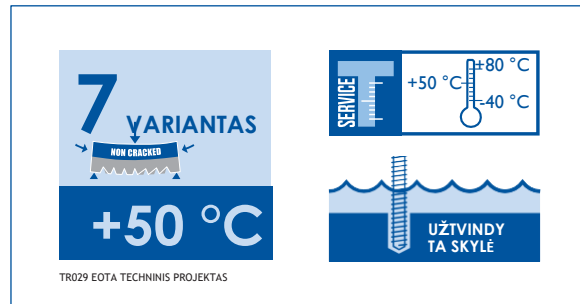 7
VARIANTAS
NON CRACKED
+50 °C
TR029 EOTA TECHNINIS PROJEKTAS
SERVICE
T
+80 °C
+50 °C
-40 °C
UŽTVINDY
TA SKYLĖ